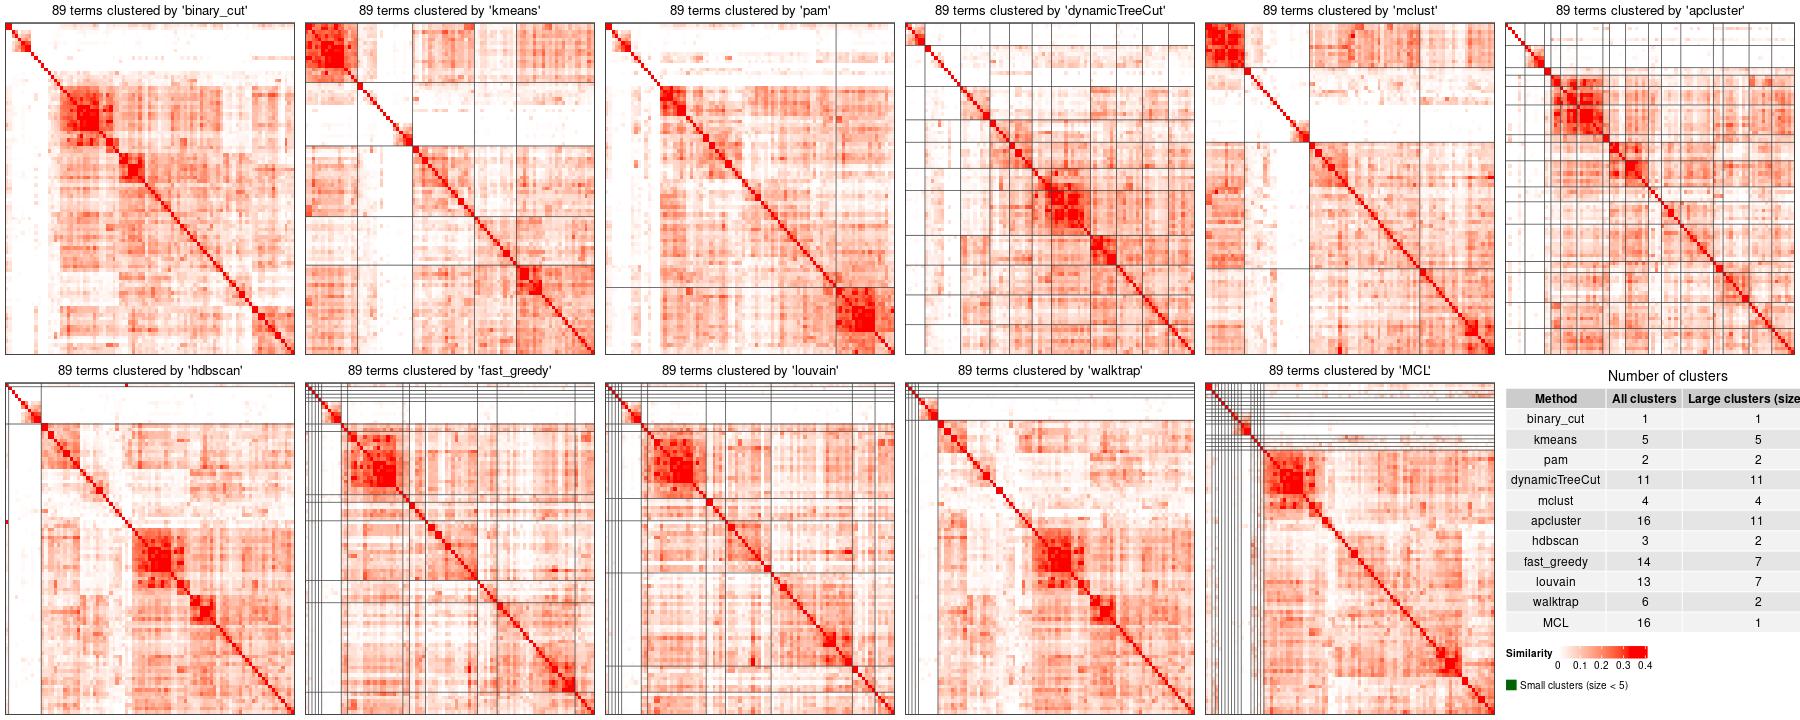 89 terms clustered by 'binary_cut'
89 terms clustered by 'kmeans'
89 terms clustered by 'pam'
89 terms clustered by 'dynamicTreeCut'
89 terms clustered by 'mclust'
89 terms clustered by 'apcluster'
89 terms clustered by 'hdbscan'
89 terms clustered by 'fast_greedy'
89 terms clustered by 'louvain'
89 terms clustered by 'walktrap'
89 terms clustered by 'MCL'
Number of clusters
Method All clusters Large clusters (size
binary_cut 1 1
kmeans 5 5
pam 2 2
dynamicTreeCut 11 11
mclust 4 4
apcluster 16 11
hdbscan 3 2
fast_greedy 14 7
louvain 13 7
walktrap 6 2
MCL 16 1
Similarity
0 0.1 0.2 0.3 0.4
Small clusters (size < 5)